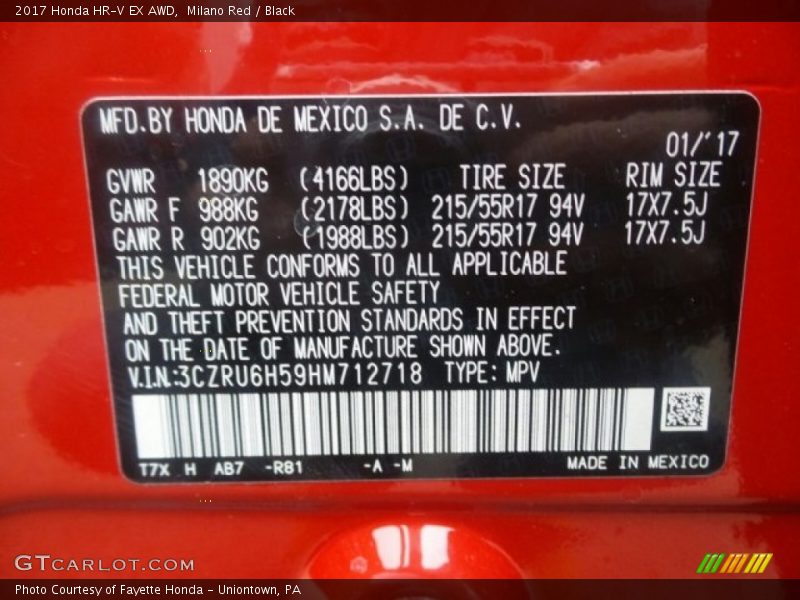 2017 Honda HR-V EX AWD,  Milano Red / Black
MFD.BY HONDA DE MEXICO S.A. DE C.V.
01/'17
GVWR 1890KG (4166LBS) TIRE SIZE RIM SIZE
GAWR F 988KG (2178LBS) 215/55R17 94V 17X7.5J
GAWR R 902KG (1988LBS) 215/55R17 94V 17X7.5J
THIS VEHICLE CONFORMS TO ALL APPLICABLE
FEDERAL MOTOR VEHICLE SAFETY
AND THEFT PREVENTION STANDARDS IN EFFECT
ON THE DATE OF MANUFACTURE SHOWN ABOVE.
V.I.N.:3CZRU6H59HM712718 TYPE: MPV
T7X H AB7 -R81 -A -M MADE IN MEXICO
GTCARLOT.COM
Photo Courtesy of Fayette Honda - Uniontown, PA